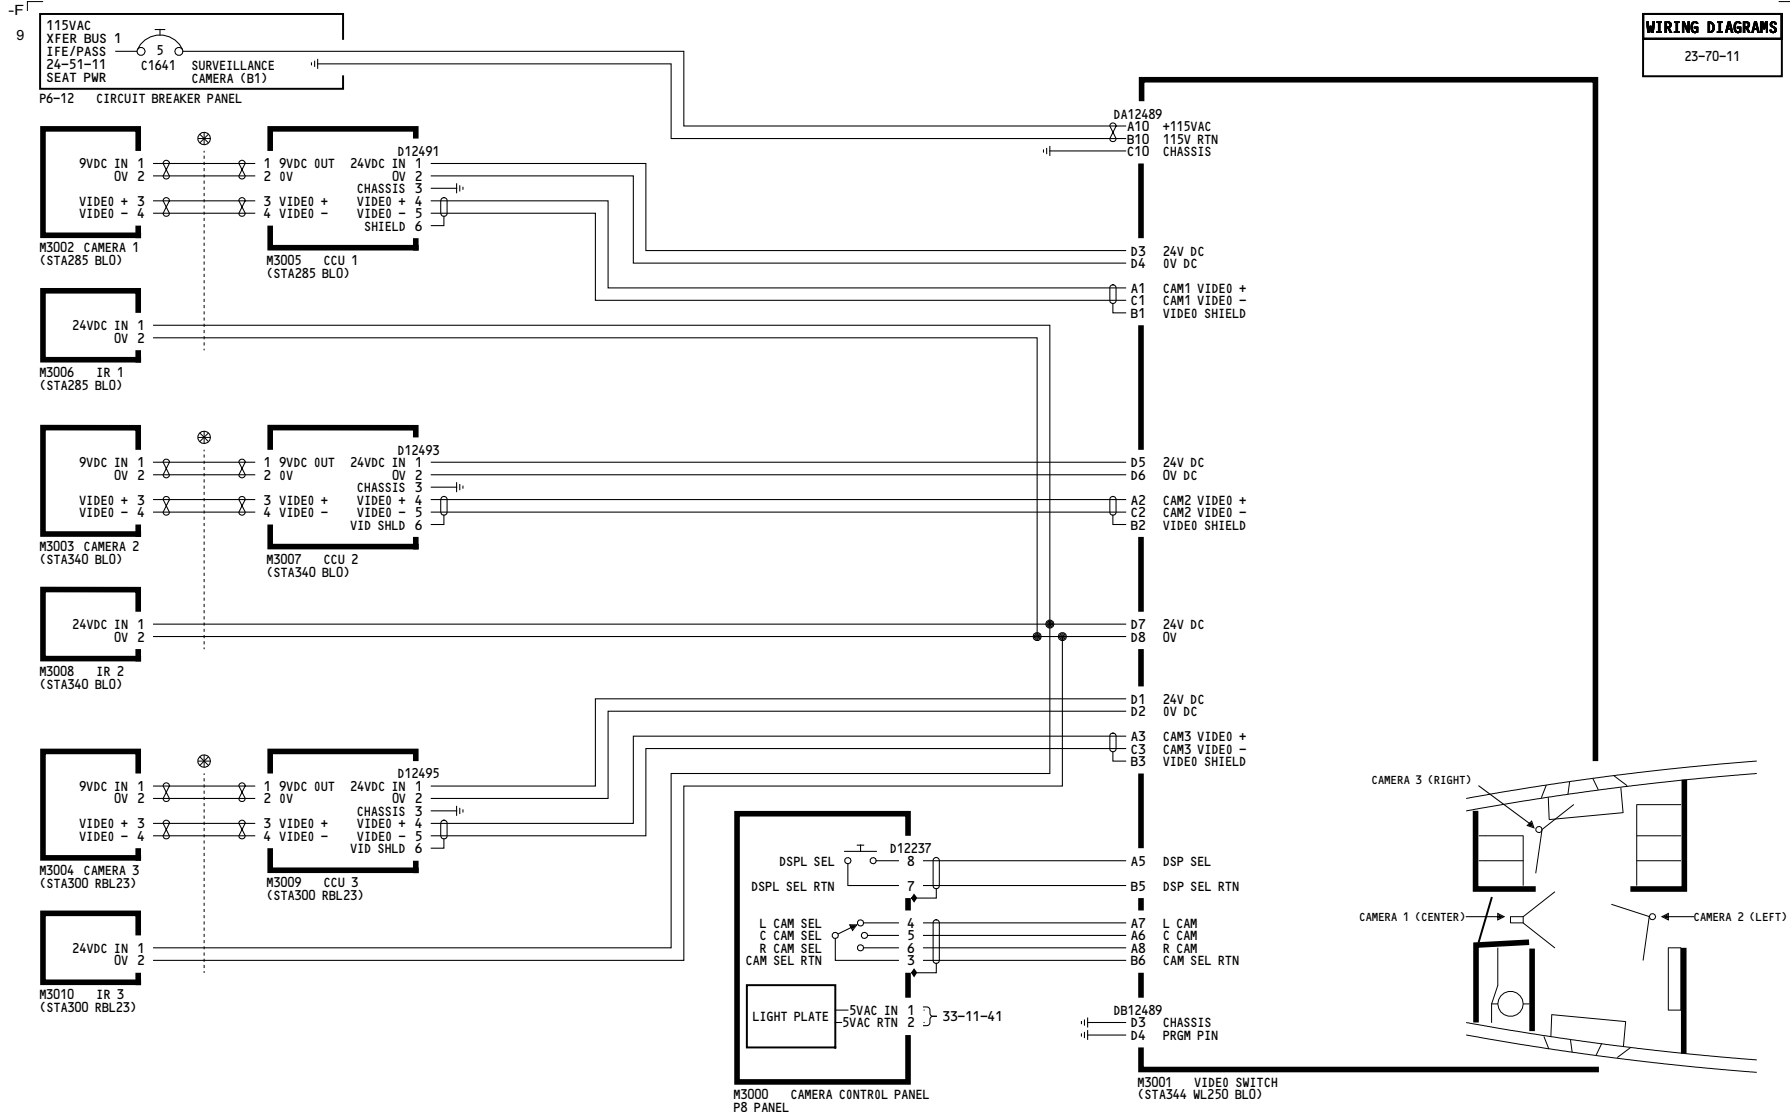 -F
9
WIRING DIAGRAMS
23-70-11
115VAC
XFER BUS 1
IFE/PASS
24-51-11
SEAT PWR
5
C1641
SURVEILLANCE
CAMERA (B1)
P6-12 CIRCUIT BREAKER PANEL
DA12489
A10 +115VAC
B10 115V RTN
C10 CHASSIS
9VDC IN 1
0V 2
VIDEO + 3
VIDEO - 4
M3002 CAMERA 1
(STA285 BLO)
D12491
1 9VDC OUT 24VDC IN 1
2 0V 0V 2
CHASSIS 3
3 VIDEO + VIDEO + 4
4 VIDEO - VIDEO - 5
SHIELD 6
M3005 CCU 1
(STA285 BLO)
D3 24V DC
D4 0V DC
A1 CAM1 VIDEO +
C1 CAM1 VIDEO -
B1 VIDEO SHIELD
24VDC IN 1
0V 2
M3006 IR 1
(STA285 BLO)
9VDC IN 1
0V 2
VIDEO + 3
VIDEO - 4
M3003 CAMERA 2
(STA340 BLO)
D12493
1 9VDC OUT 24VDC IN 1
2 0V 0V 2
CHASSIS 3
3 VIDEO + VIDEO + 4
4 VIDEO - VIDEO - 5
VID SHLD 6
M3007 CCU 2
(STA340 BLO)
D5 24V DC
D6 0V DC
A2 CAM2 VIDEO +
C2 CAM2 VIDEO -
B2 VIDEO SHIELD
24VDC IN 1
0V 2
M3008 IR 2
(STA340 BLO)
D7 24V DC
D8 0V
D1 24V DC
D2 0V DC
A3 CAM3 VIDEO +
C3 CAM3 VIDEO -
B3 VIDEO SHIELD
9VDC IN 1
0V 2
VIDEO + 3
VIDEO - 4
M3004 CAMERA 3
(STA300 RBL23)
D12495
1 9VDC OUT 24VDC IN 1
2 0V 0V 2
CHASSIS 3
3 VIDEO + VIDEO + 4
4 VIDEO - VIDEO - 5
VID SHLD 6
M3009 CCU 3
(STA300 RBL23)
24VDC IN 1
0V 2
M3010 IR 3
(STA300 RBL23)
D12237
DSPL SEL 8
DSPL SEL RTN 7
L CAM SEL 4
C CAM SEL 5
R CAM SEL 6
CAM SEL RTN 3
LIGHT PLATE
5VAC IN 1
5VAC RTN 2
33-11-41
M3000 CAMERA CONTROL PANEL
P8 PANEL
A5 DSP SEL
B5 DSP SEL RTN
A7 L CAM
A6 C CAM
A8 R CAM
B6 CAM SEL RTN
DB12489
D3 CHASSIS
D4 PRGM PIN
M3001 VIDEO SWITCH
(STA344 WL250 BLO)
CAMERA 3 (RIGHT)
CAMERA 1 (CENTER)
CAMERA 2 (LEFT)